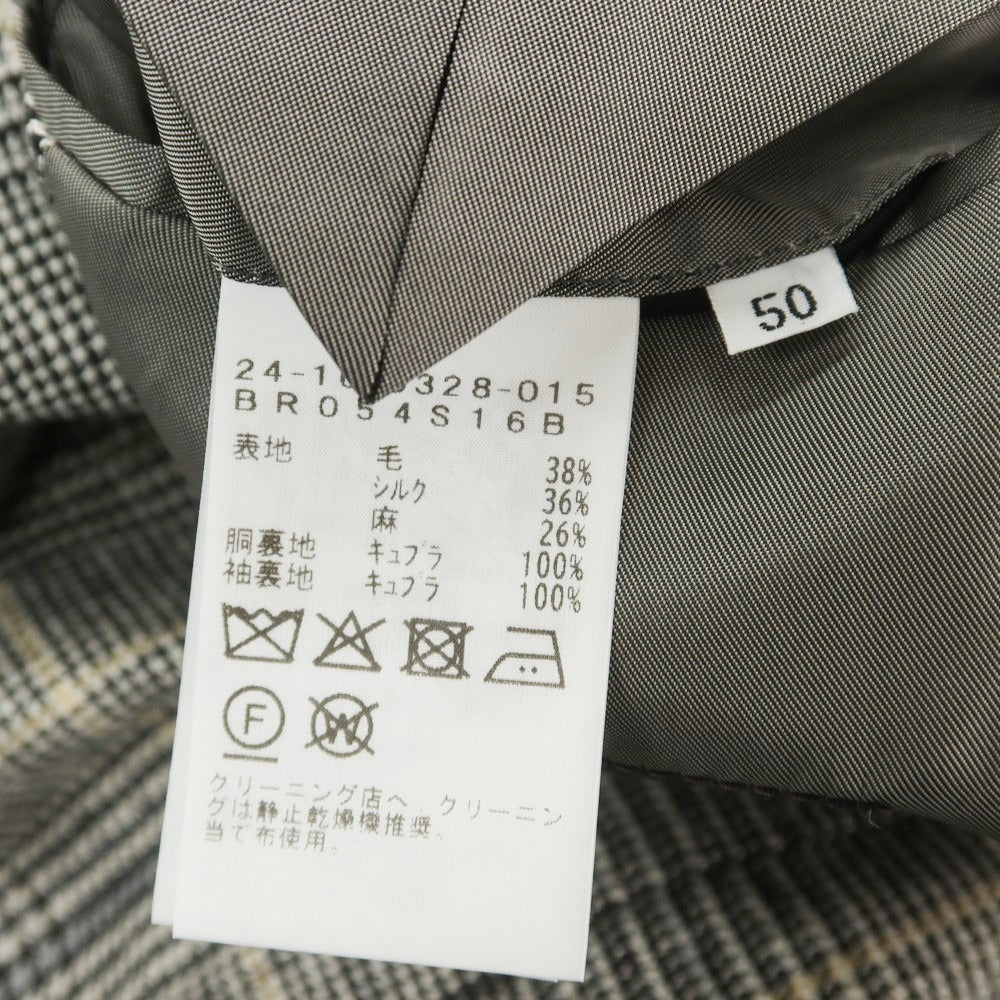 50
24-10 328-015
BR054S16B
表地 毛 38%
シルク 36%
麻 26%
胴裏地 キュプラ 100%
袖裏地 キュプラ 100%
F W
クリーニング店へ。クリーニン
グは静止乾燥機推奨。
当て布使用。